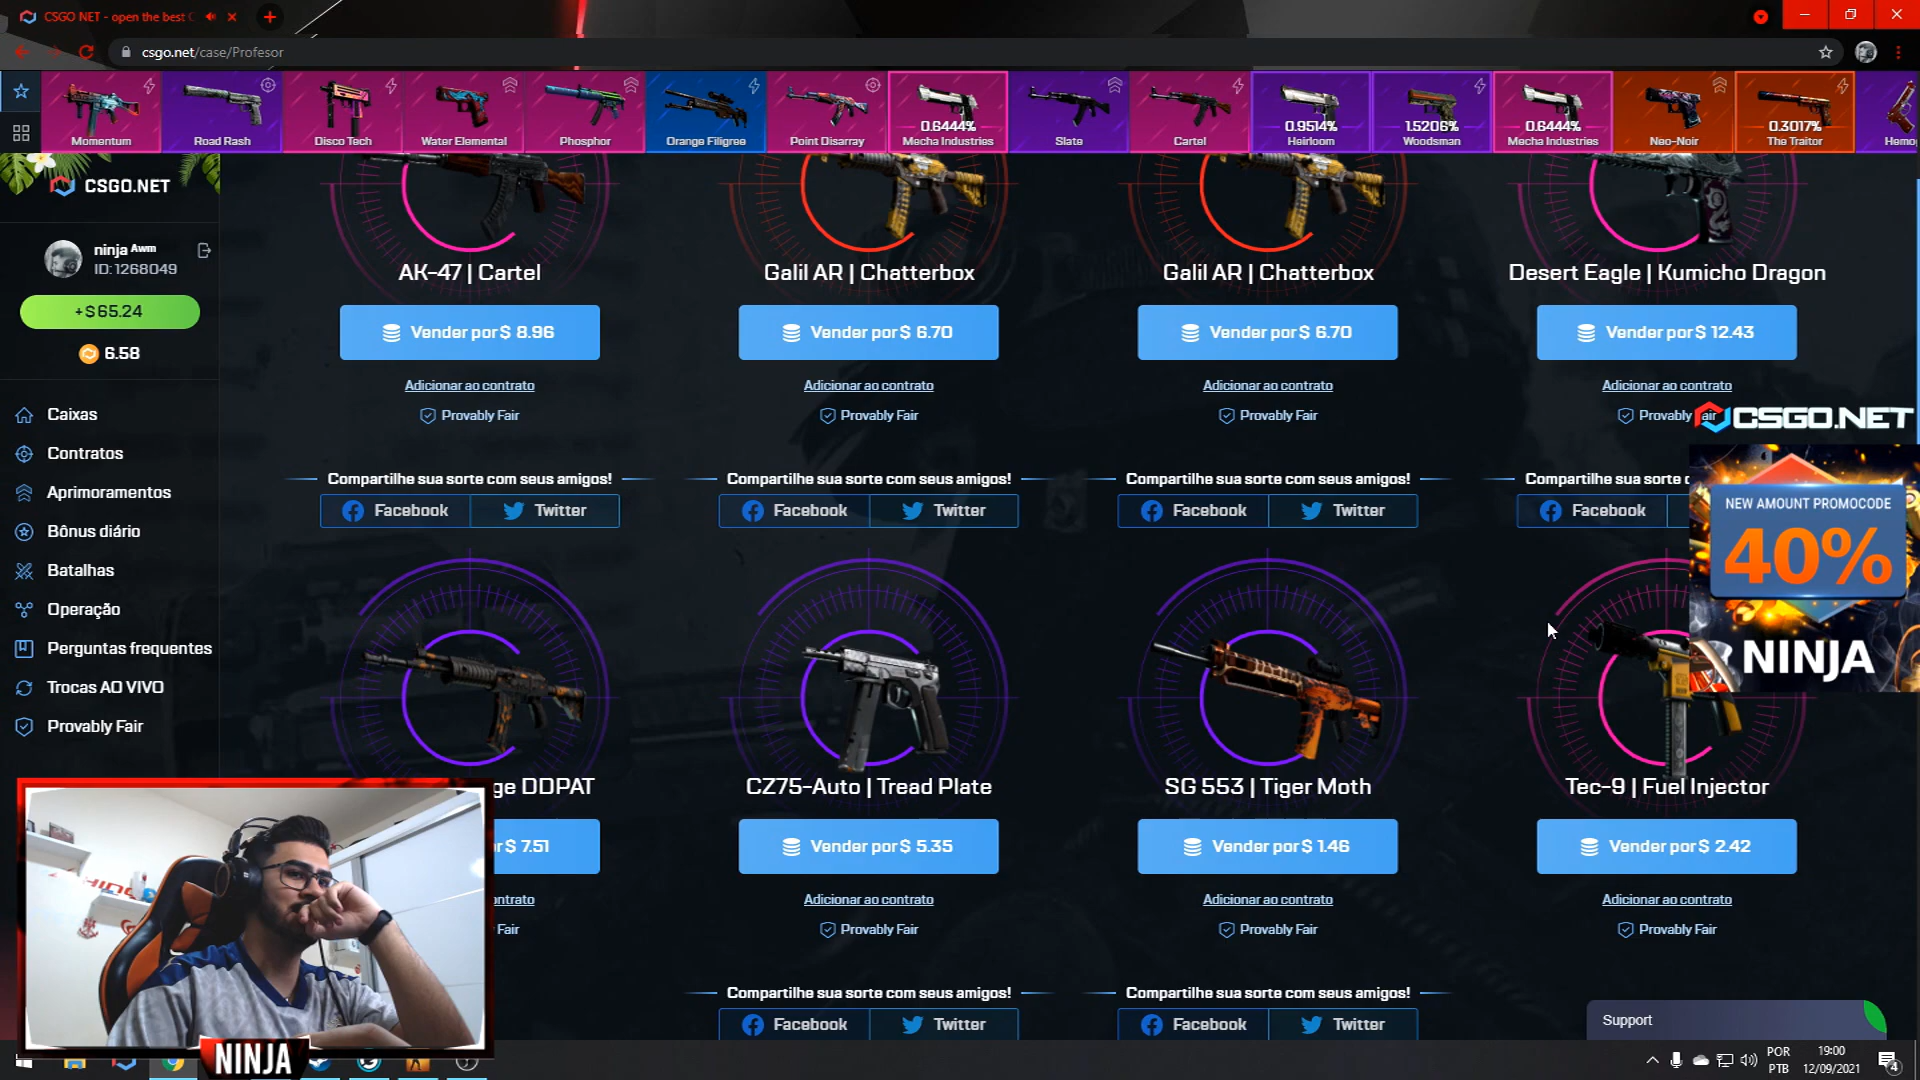 CSGO NET - open the best C
csgo.net/case/Profesor
Momentum
Road Rash
Disco Tech
Water Elemental
Phosphor
Orange Filigree
Point Disarray
0.6444%
Mecha Industries
Slate
Cartel
0.9514%
Heirloom
1.5206%
Woodsman
0.6444%
Mecha Industries
Neo-Noir
0.3017%
The Traitor
Hemo
CSGO.NET
ninja Awm
ID: 1268049
+$ 65.24
6.58
Caixas
Contratos
Aprimoramentos
Bônus diário
Batalhas
Operação
Perguntas frequentes
Trocas AO VIVO
Provably Fair
AK-47 | Cartel
Galil AR | Chatterbox
Galil AR | Chatterbox
Desert Eagle | Kumicho Dragon
Vender por $ 8.96
Vender por $ 6.70
Vender por $ 6.70
Vender por $ 12.43
Adicionar ao contrato
Adicionar ao contrato
Adicionar ao contrato
Adicionar ao contrato
Provably Fair
Provably Fair
Provably Fair
Provably Fair
CSGO.NET
Compartilhe sua sorte com seus amigos!
Compartilhe sua sorte com seus amigos!
Compartilhe sua sorte com seus amigos!
Compartilhe sua sorte c
Facebook
Twitter
Facebook
Twitter
Facebook
Twitter
Facebook
NEW AMOUNT PROMOCODE
40%
NINJA
ge DDPAT
CZ75-Auto | Tread Plate
SG 553 | Tiger Moth
Tec-9 | Fuel Injector
or $ 7.51
Vender por $ 5.35
Vender por $ 1.46
Vender por $ 2.42
ontrato
Adicionar ao contrato
Adicionar ao contrato
Adicionar ao contrato
Fair
Provably Fair
Provably Fair
Provably Fair
Compartilhe sua sorte com seus amigos!
Compartilhe sua sorte com seus amigos!
Facebook
Twitter
Facebook
Twitter
Support
NINJA
POR
PTB
19:00
12/09/2021
4